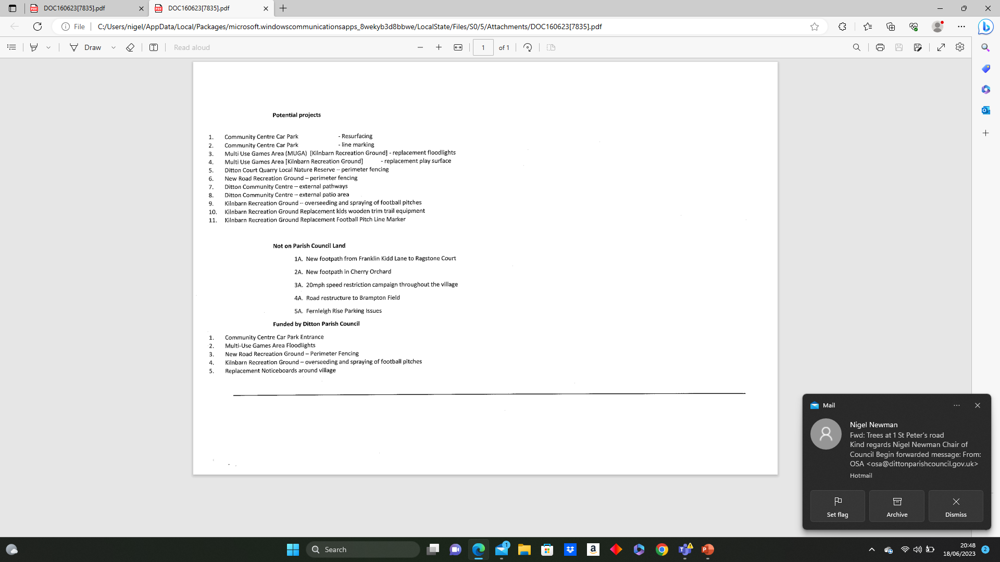 DOC160623[7835].pdf
DOC160623[7835].pdf
File
C:/Users/nigel/AppData/Local/Packages/microsoft.windowscommunicationsapps_8wekyb3d8bbwe/LocalState/Files/S0/5/Attachments/DOC160623[7835].pdf
Draw
Read aloud
1 of 1
Potential projects
1. Community Centre Car Park - Resurfacing
2. Community Centre Car Park - line marking
3. Multi Use Games Area (MUGA) [Kilnbarn Recreation Ground] - replacement floodlights
4. Multi Use Games Area [Kilnbarn Recreation Ground] - replacement play surface
5. Ditton Court Quarry Local Nature Reserve – perimeter fencing
6. New Road Recreation Ground – perimeter fencing
7. Ditton Community Centre – external pathways
8. Ditton Community Centre – external patio area
9. Kilnbarn Recreation Ground – overseeding and spraying of football pitches
10. Kilnbarn Recreation Ground Replacement kids wooden trim trail equipment
11. Kilnbarn Recreation Ground Replacement Football Pitch Line Marker
Not on Parish Council Land
1A. New footpath from Franklin Kidd Lane to Ragstone Court
2A. New footpath in Cherry Orchard
3A. 20mph speed restriction campaign throughout the village
4A. Road restructure to Brampton Field
5A. Fernleigh Rise Parking Issues
Funded by Ditton Parish Council
1. Community Centre Car Park Entrance
2. Multi-Use Games Area Floodlights
3. New Road Recreation Ground – Perimeter Fencing
4. Kilnbarn Recreation Ground – overseeding and spraying of football pitches
5. Replacement Noticeboards around village
Mail
Nigel Newman
Fwd: Trees at 1 St Peter's road
Kind regards Nigel Newman Chair of
Council Begin forwarded message: From:
OSA <osa@dittonparishcouncil.gov.uk>
Hotmail
Set flag
Archive
Dismiss
Search
1
20:48
18/06/2023
2